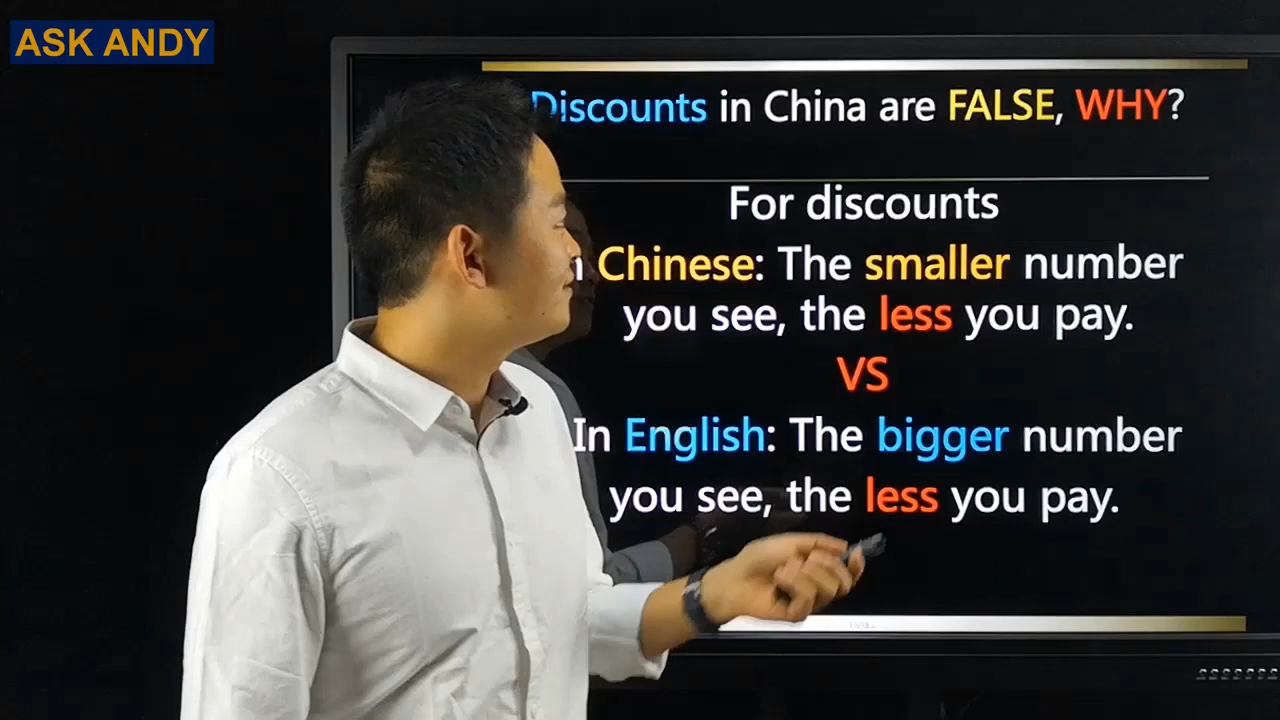 ASK ANDY
Discounts in China are FALSE, WHY?
For discounts
Chinese: The smaller number
you see, the less you pay.
VS
In English: The bigger number
you see, the less you pay.